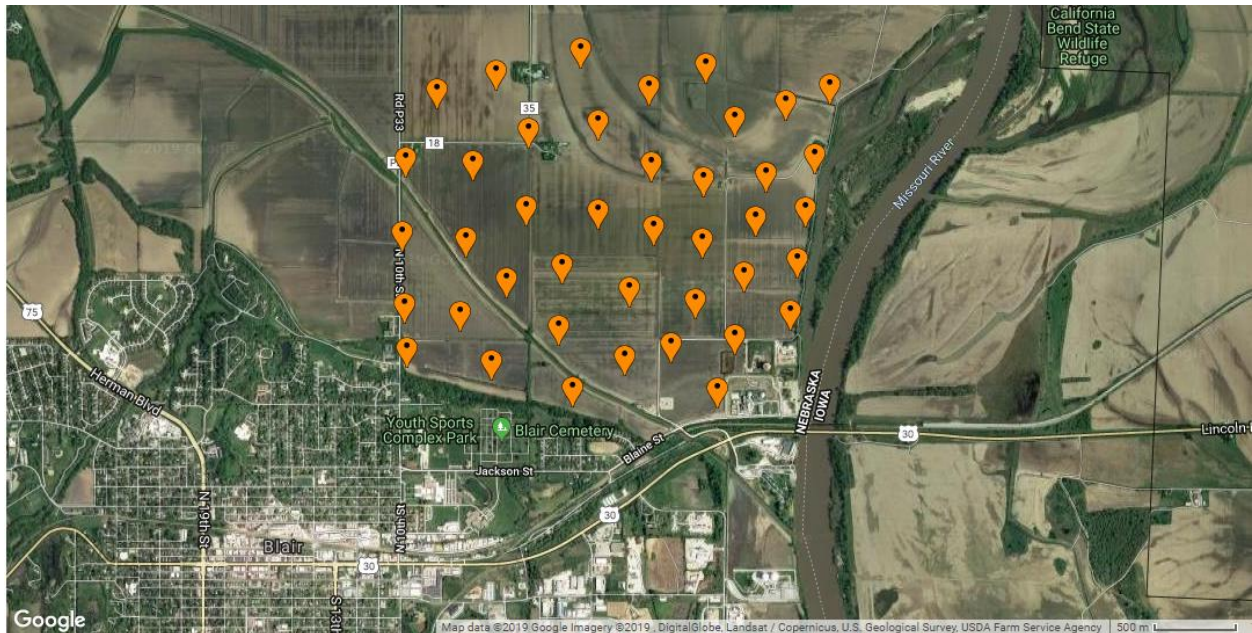 California
Bend State
Wildlife
Refuge
Rd P33
35
18
Missouri River
N 10th S
75
Herman Blvd
NEBRASKA
IOWA
Youth Sports
Complex Park
Blair Cemetery
Blaine St
30
Lincoln
Jackson St
N 19th St
N 10th St
30
Blair
30
S 13th
Google
Map data ©2019 Google Imagery ©2019 , DigitalGlobe, Landsat / Copernicus, U.S. Geological Survey, USDA Farm Service Agency
500 m